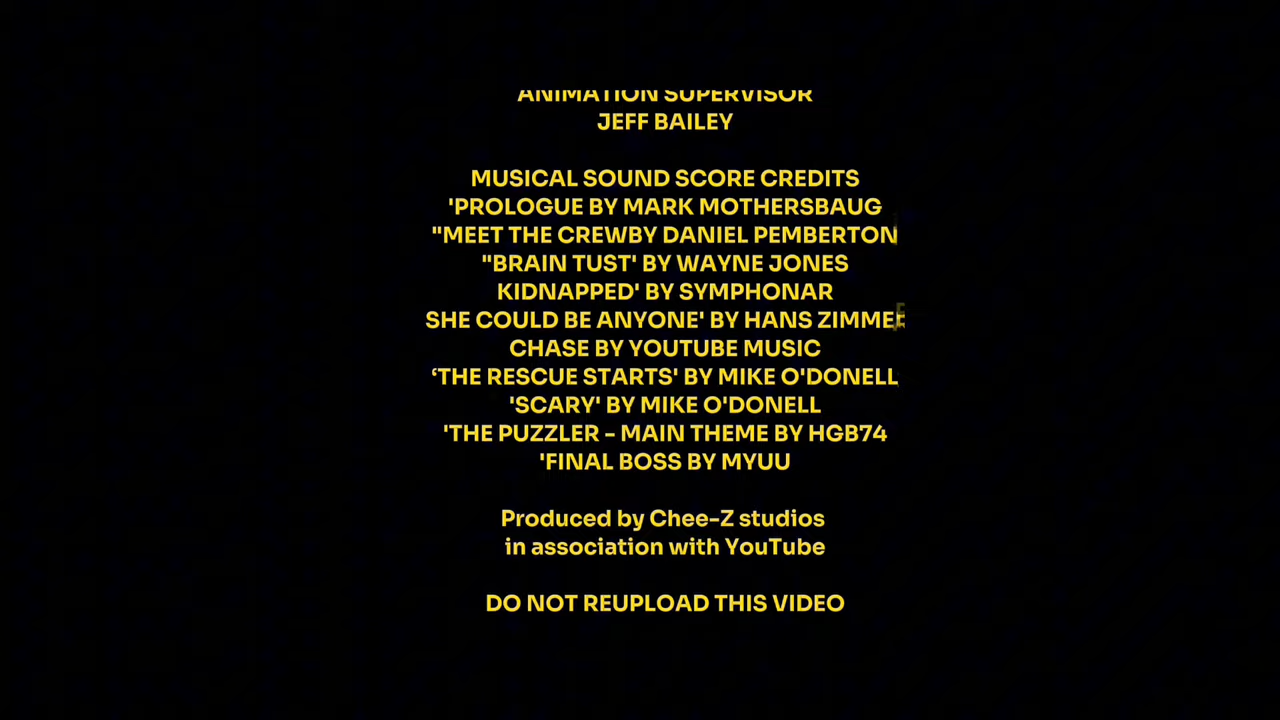 ANIMATION SUPERVISOR
JEFF BAILEY
MUSICAL SOUND SCORE CREDITS
'PROLOGUE BY MARK MOTHERSBAUG
"MEET THE CREWBY DANIEL PEMBERTON
"BRAIN TUST' BY WAYNE JONES
KIDNAPPED' BY SYMPHONAR
SHE COULD BE ANYONE' BY HANS ZIMMER
CHASE BY YOUTUBE MUSIC
‘THE RESCUE STARTS' BY MIKE O'DONELL
'SCARY' BY MIKE O'DONELL
'THE PUZZLER - MAIN THEME BY HGB74
'FINAL BOSS BY MYUU
Produced by Chee-Z studios
in association with YouTube
DO NOT REUPLOAD THIS VIDEO